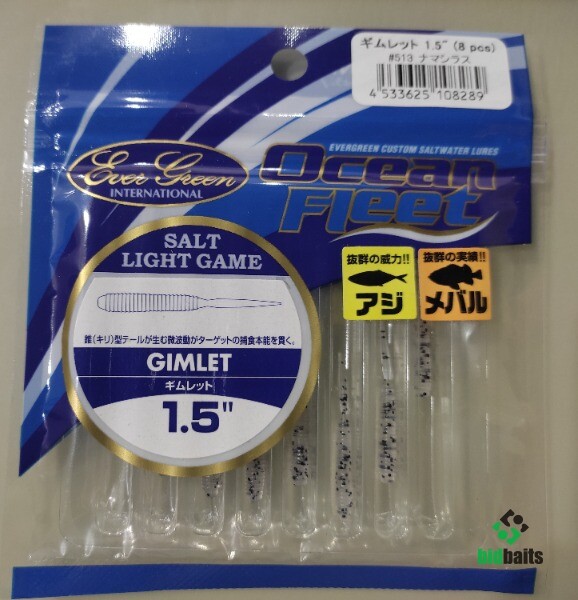 ギムレット 1.5" (8 pcs)
#513 ナマシラス
4 533625 108289
EVERGREEN CUSTOM SALTWATER LURES
Ever Green
INTERNATIONAL
Ocean
Fleet
SALT
LIGHT GAME
錐(キリ)型テールが生む微波動がターゲットの捕食本能を貫く。
GIMLET
ギムレット
1.5"
抜群の威力!!
アジ
抜群の実績!!
メバル
bidbaits